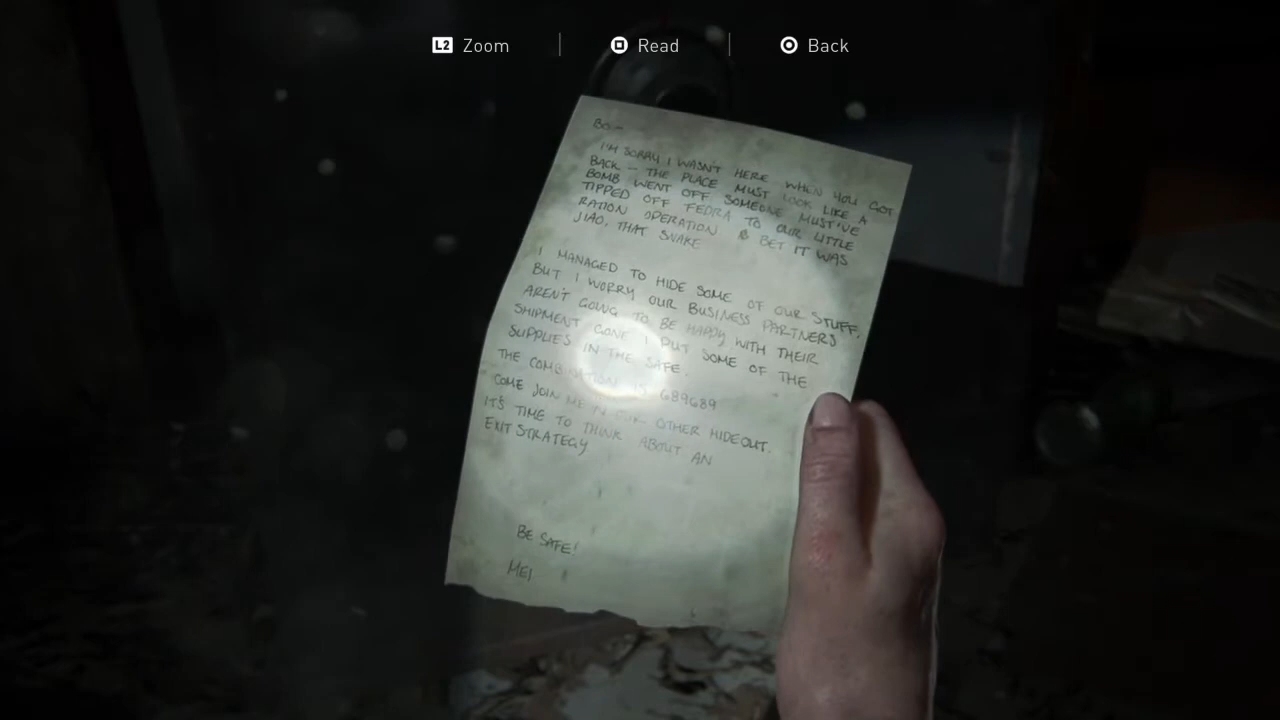 L2 Zoom | Read | Back
BO —
I'M SORRY I WASN'T HERE WHEN YOU GOT
BACK — THE PLACE MUST LOOK LIKE A
BOMB WENT OFF SOMEONE MUST'VE
TIPPED OFF FEDRA TO OUR LITTLE
RATION OPERATION. I BET IT WAS
JIAO, THAT SNAKE
I MANAGED TO HIDE SOME OF OUR STUFF,
BUT I WORRY OUR BUSINESS PARTNERS
AREN'T GOING TO BE HAPPY WITH THEIR
SHIPMENT GONE I PUT SOME OF THE
SUPPLIES IN THE SAFE.
THE COMBINATION IS 689689
COME JOIN ME IN OUR OTHER HIDEOUT.
IT'S TIME TO THINK ABOUT AN
EXIT STRATEGY
BE SAFE!
MEI